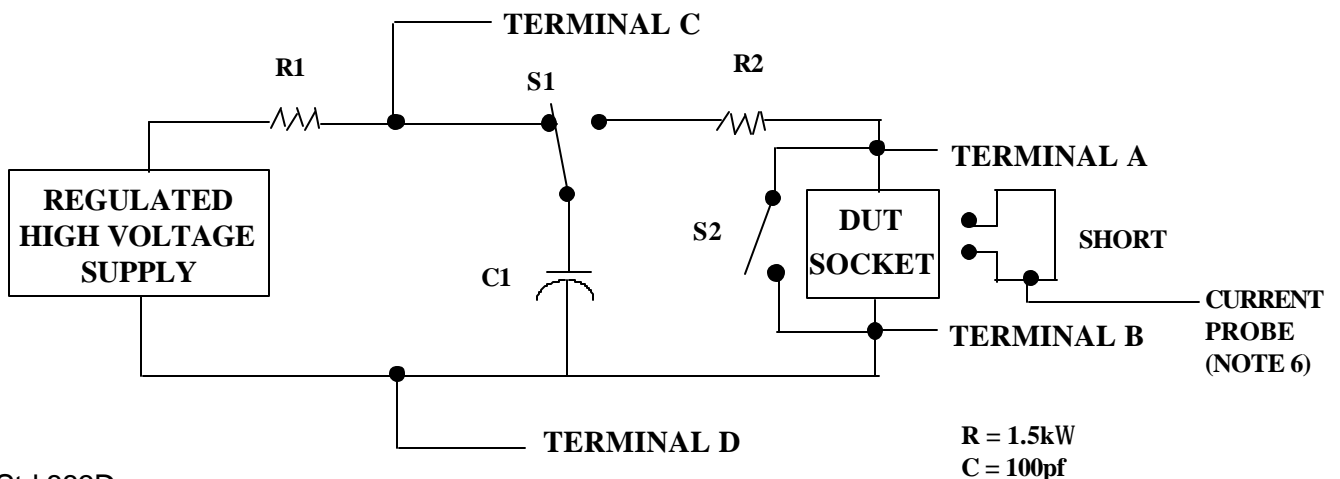 TERMINAL C
R1
R2
S1
TERMINAL A
REGULATED
HIGH VOLTAGE
SUPPLY
DUT
SOCKET
S2
SHORT
C1
CURRENT
PROBE
(NOTE 6)
TERMINAL B
TERMINAL D
R = 1.5kW
C = 100pf